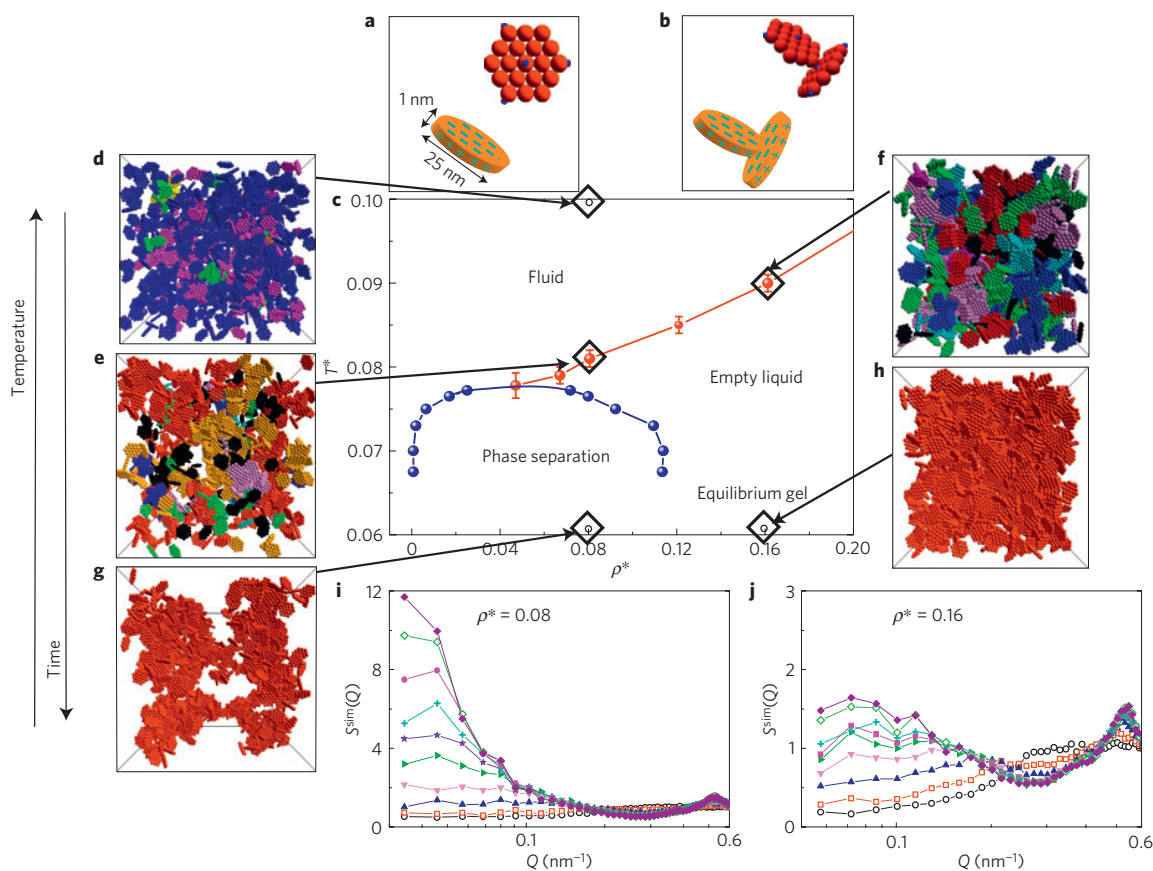 a
b
1 nm
25 nm
d
f
c
0.10
Fluid
0.09
Temperature
T*
0.08
Empty liquid
e
h
0.07
Phase separation
Equilibrium gel
0.06
0
0.04
0.08
0.12
0.16
0.20
ρ*
g
Time
i
12
ρ* = 0.08
8
S^sim(Q)
4
0
0.1
0.6
Q (nm⁻¹)
j
3
ρ* = 0.16
2
S^sim(Q)
1
0
0.1
0.6
Q (nm⁻¹)